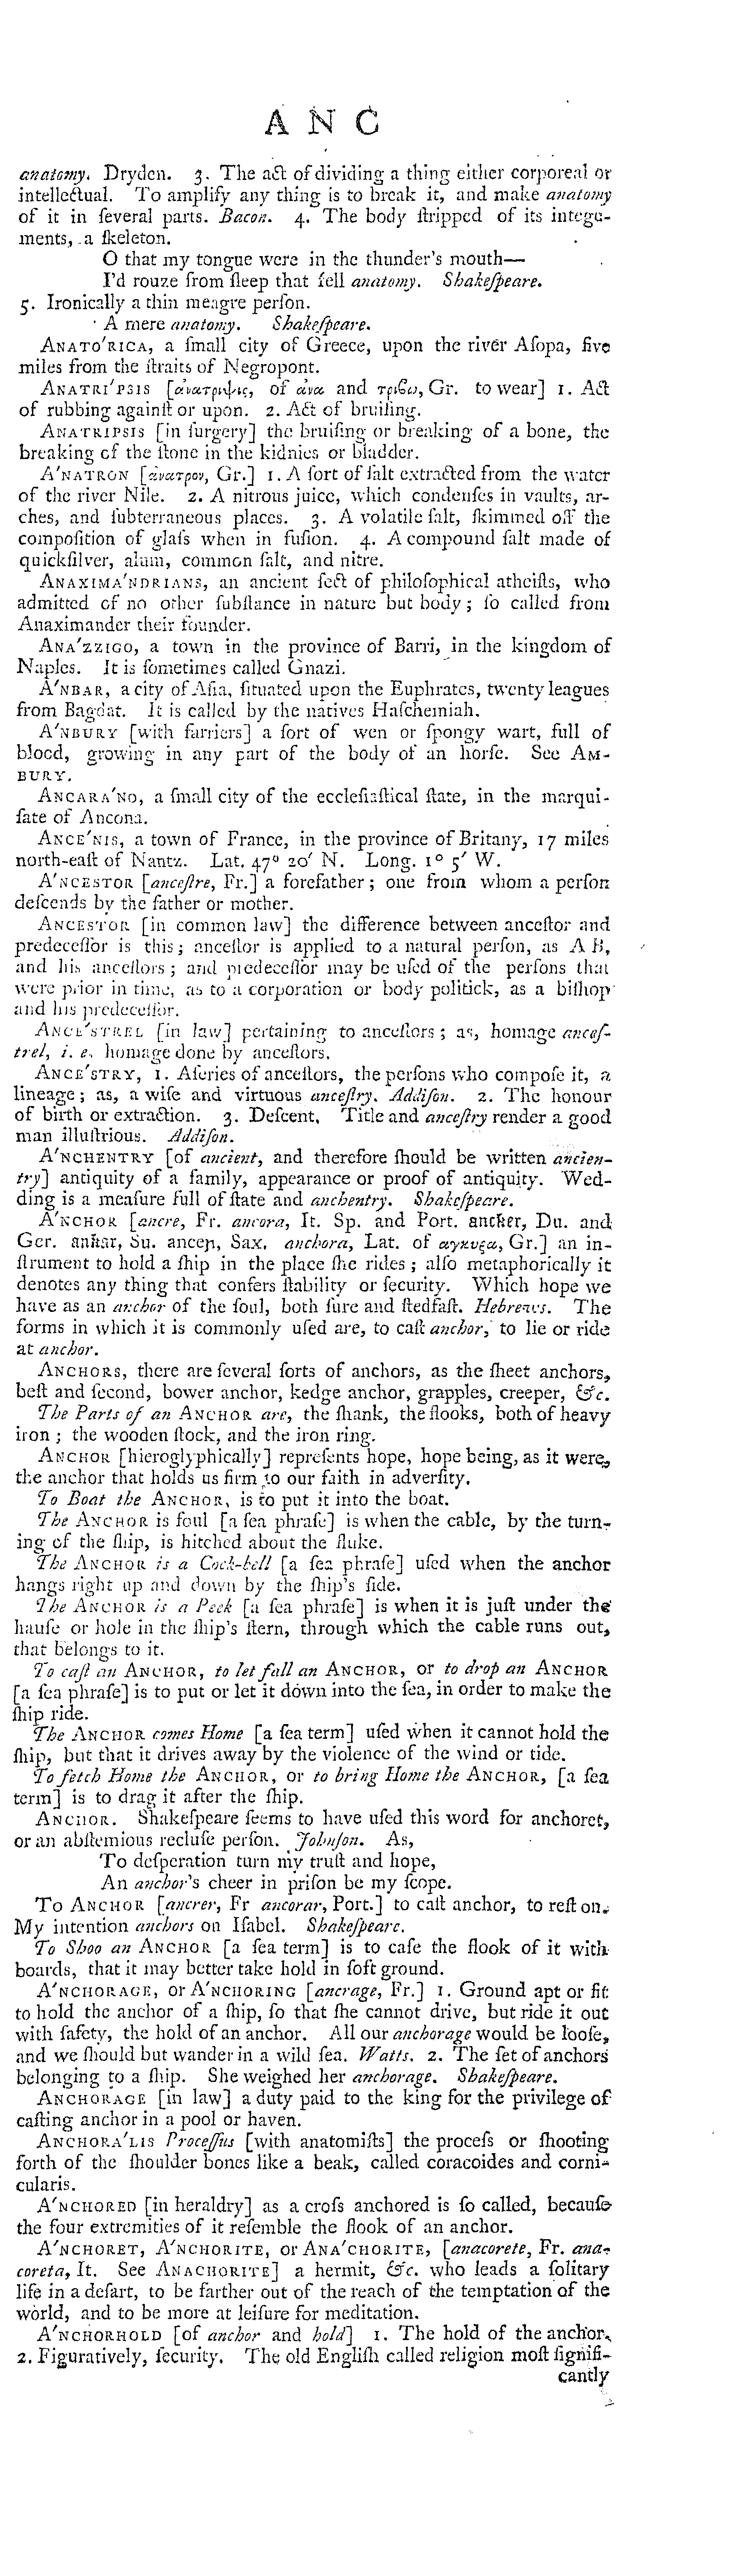 A N C
anatomy. Dryden. 3. The act of dividing a thing either corporeal or
intellectual. To amplify any thing is to break it, and make anatomy
of it in ſeveral parts. Bacon. 4. The body ſtripped of its intege-
ments, a ſkeleton.
O that my tongue were in the thunder's mouth—
I'd rouze from ſleep that fell anatomy. Shakeſpeare.
5. Ironically a thin meagre perſon.
A mere anatomy. Shakeſpeare.
ANATO′RICA, a ſmall city of Greece, upon the river Aſopa, five
miles from the ſtraits of Negropont.
ANATRI′PSIS [ἀνατριψις, of ἀνα and τριβω, Gr. to wear] 1. Act
of rubbing againſt or upon. 2. Act of bruiſing.
ANATRIPSIS [in ſurgery] the bruiſing or breaking of a bone, the
breaking of the ſtone in the kidnies or bladder.
A′NATRON [ἀνατρον, Gr.] 1. A ſort of ſalt extracted from the water
of the river Nile. 2. A nitrous juice, which condenſes in vaults, ar-
ches, and ſubterraneous places. 3. A volatile ſalt, ſkimmed off the
compoſition of glaſs when in fuſion. 4. A compound ſalt made of
quickſilver, alum, common ſalt, and nitre.
ANAXIMA′NDRIANS, an ancient ſect of philoſophical atheiſts, who
admitted of no other ſubſtance in nature but body; ſo called from
Anaximander their founder.
ANA′ZZIGO, a town in the province of Barri, in the kingdom of
Naples. It is ſometimes called Gnazi.
A′NBAR, a city of Aſia, ſituated upon the Euphrates, twenty leagues
from Bagdat. It is called by the natives Haſchemiah.
A′NBURY [with farriers] a ſort of wen or ſpongy wart, full of
blood, growing in any part of the body of an horſe. See AM-
BURY.
ANCARA′NO, a ſmall city of the eccleſiaſtical ſtate, in the marqui-
ſate of Ancona.
ANCE′NIS, a town of France, in the province of Britany, 17 miles
north-eaſt of Nantz. Lat. 47° 20′ N. Long. 1° 5′ W.
A′NCESTOR [anceſtre, Fr.] a forefather; one from whom a perſon
deſcends by the father or mother.
ANCESTOR [in common law] the difference between anceſtor and
predeceſſor is this; anceſtor is applied to a natural perſon, as A B,
and his anceſtors; and predeceſſor may be uſed of the perſons that
were prior in time, as to a corporation or body politick, as a biſhop
and his predeceſſor.
ANCE′STREL [in law] pertaining to anceſtors; as, homage anceſ-
trel, i. e. homage done by anceſtors.
ANCE′STRY, 1. A ſeries of anceſtors, the perſons who compoſe it, a
lineage; as, a wiſe and virtuous anceſtry. Addiſon. 2. The honour
of birth or extraction. 3. Deſcent. Title and anceſtry render a good
man illuſtrious. Addiſon.
A′NCHENTRY [of ancient, and therefore ſhould be written ancien-
try] antiquity of a family, appearance or proof of antiquity. Wed-
ding is a meaſure full of ſtate and anchentry. Shakeſpeare.
A′NCHOR [ancre, Fr. ancora, It. Sp. and Port. ancker, Du. and
Ger. ankar, Su. ancep, Sax. anchora, Lat. of αγκυρα, Gr.] an in-
ſtrument to hold a ſhip in the place ſhe rides; alſo metaphorically it
denotes any thing that confers ſtability or ſecurity. Which hope we
have as an anchor of the ſoul, both ſure and ſtedfaſt. Hebrews. The
forms in which it is commonly uſed are, to caſt anchor, to lie or ride
at anchor.
ANCHORS, there are ſeveral ſorts of anchors, as the ſheet anchors,
beſt and ſecond, bower anchor, kedge anchor, grapples, creeper, &c.
The Parts of an ANCHOR are, the ſhank, the flooks, both of heavy
iron; the wooden ſtock, and the iron ring.
ANCHOR [hieroglyphically] repreſents hope, hope being, as it were,
the anchor that holds us firm to our faith in adverſity.
To Boat the ANCHOR, is to put it into the boat.
The ANCHOR is foul [a ſea phraſe] is when the cable, by the turn-
ing of the ſhip, is hitched about the fluke.
The ANCHOR is a Cock-bell [a ſea phraſe] uſed when the anchor
hangs right up and down by the ſhip's ſide.
The ANCHOR is a Peek [a ſea phraſe] is when it is juſt under the
hauſe or hole in the ſhip's ſtern, through which the cable runs out,
that belongs to it.
To caſt an ANCHOR, to let fall an ANCHOR, or to drop an ANCHOR
[a ſea phraſe] is to put or let it down into the ſea, in order to make the
ſhip ride.
The ANCHOR comes Home [a ſea term] uſed when it cannot hold the
ſhip, but that it drives away by the violence of the wind or tide.
To fetch Home the ANCHOR, or to bring Home the ANCHOR, [a ſea
term] is to drag it after the ſhip.
ANCHOR. Shakeſpeare ſeems to have uſed this word for anchoret,
or an abſtemious recluſe perſon. Johnſon. As,
To deſperation turn my truſt and hope,
An anchor's cheer in priſon be my ſcope.
To ANCHOR [ancrer, Fr ancorar, Port.] to caſt anchor, to reſt on.
My intention anchors on Iſabel. Shakeſpeare.
To Shoo an ANCHOR [a ſea term] is to caſe the flook of it with
boards, that it may better take hold in ſoft ground.
A′NCHORAGE, or A′NCHORING [ancrage, Fr.] 1. Ground apt or fit
to hold the anchor of a ſhip, ſo that ſhe cannot drive, but ride it out
with ſafety, the hold of an anchor. All our anchorage would be looſe,
and we ſhould but wander in a wild ſea. Watts. 2. The ſet of anchors
belonging to a ſhip. She weighed her anchorage. Shakeſpeare.
ANCHORAGE [in law] a duty paid to the king for the privilege of
caſting anchor in a pool or haven.
ANCHORA′LIS Proceſſus [with anatomiſts] the proceſs or ſhooting
forth of the ſhoulder bones like a beak, called coracoides and corni-
cularis.
A′NCHORED [in heraldry] as a croſs anchored is ſo called, becauſe
the four extremities of it reſemble the flook of an anchor.
A′NCHORET, A′NCHORITE, or ANA′CHORITE, [anacorete, Fr. ana-
coreta, It. See ANACHORITE] a hermit, &c. who leads a ſolitary
life in a deſart, to be farther out of the reach of the temptation of the
world, and to be more at leiſure for meditation.
A′NCHORHOLD [of anchor and hold] 1. The hold of the anchor.
2. Figuratively, ſecurity. The old Engliſh called religion moſt ſignifi-
cantly